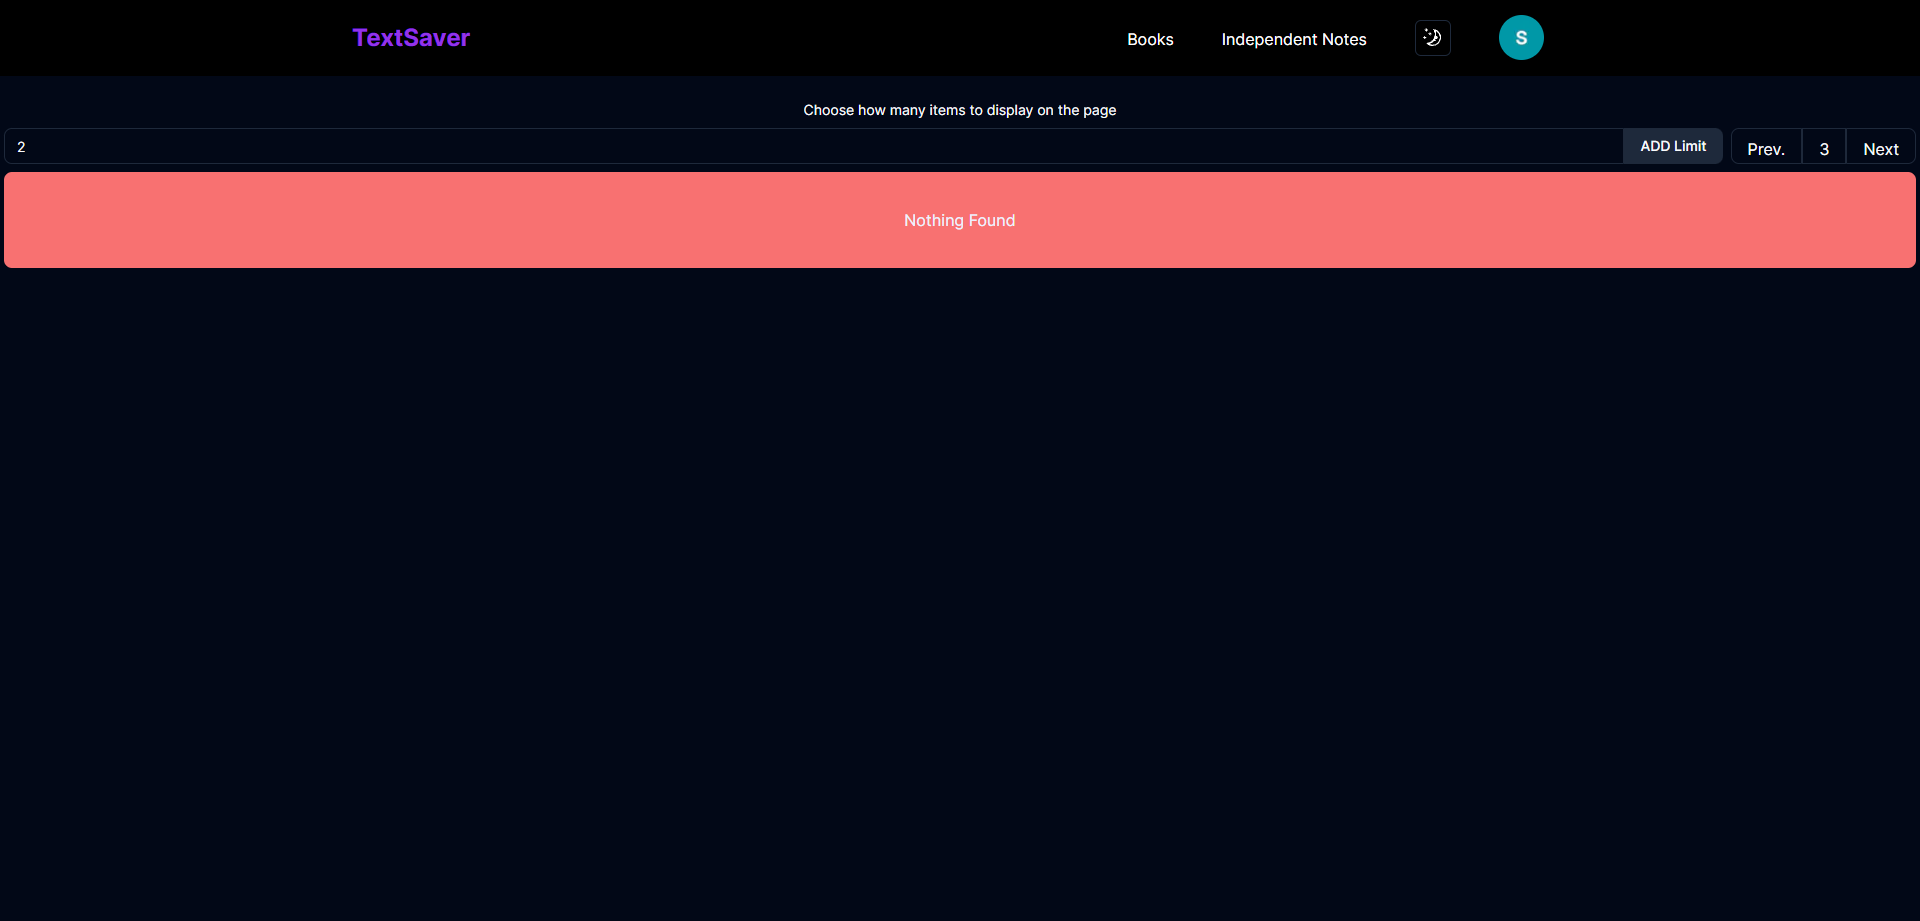 TextSaver
Books
Independent Notes
S
Choose how many items to display on the page
2
ADD Limit
Prev.
3
Next
Nothing Found